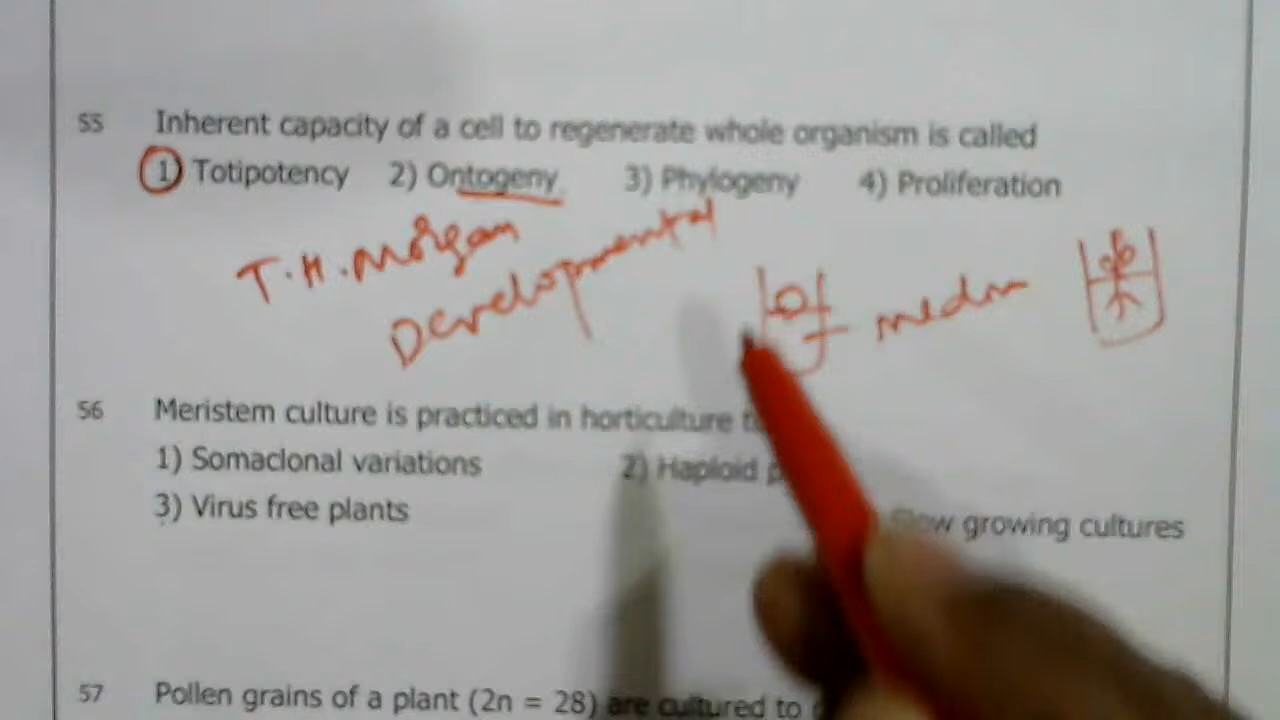 55 Inherent capacity of a cell to regenerate whole organism is called
1) Totipotency 2) Ontogeny 3) Phylogeny 4) Proliferation
T.H. Morgan
Developmental
56 Meristem culture is practiced in horticulture
1) Somaclonal variations 2) Haploid
3) Virus free plants growing cultures
57 Pollen grains of a plant (2n = 28) are cultured to